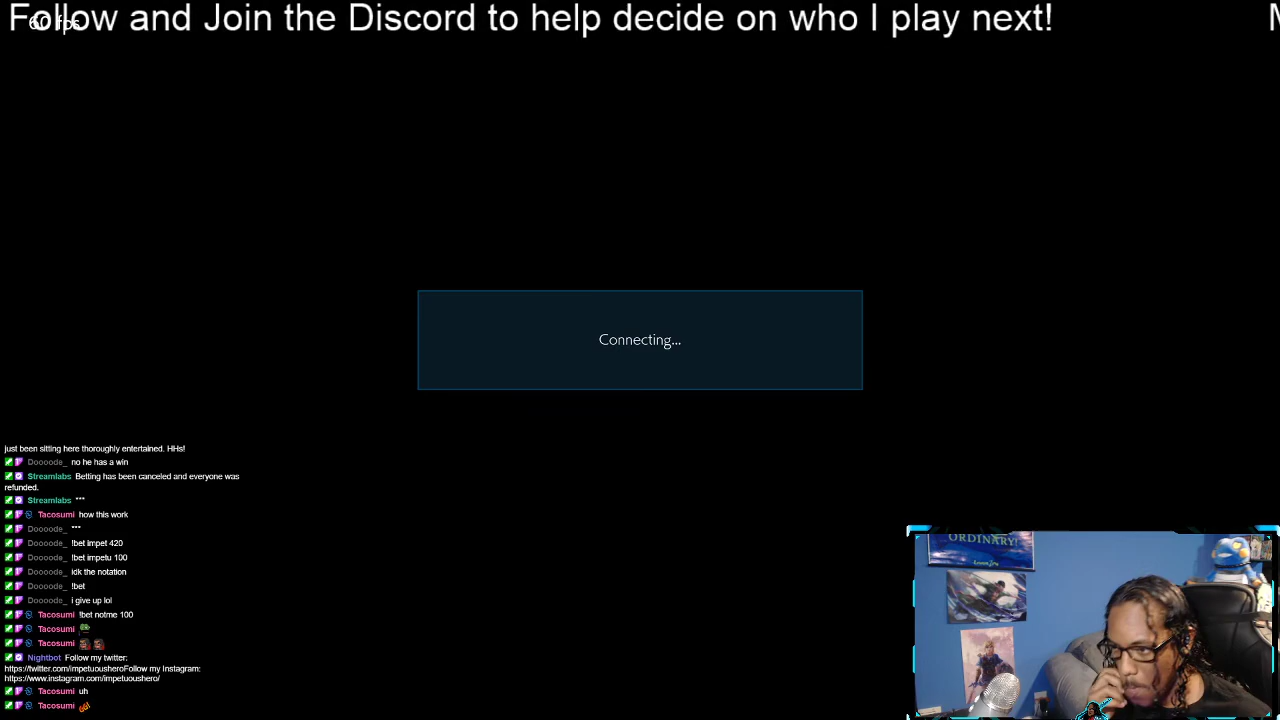 Follow and Join the Discord to help decide on who I play next!
60 fps
Connecting...
just been sitting here thoroughly entertained. HHs!
Doooode_ no he has a win
Streamlabs Betting has been canceled and everyone was
refunded.
Streamlabs ***
Tacosumi how this work
Doooode_ ***
Doooode_ !bet impet 420
Doooode_ !bet impetu 100
Doooode_ idk the notation
Doooode_ !bet
Doooode_ i give up lol
Tacosumi !bet notme 100
Tacosumi
Tacosumi
Nightbot Follow my twitter:
https://twitter.com/impetuousheroFollow my Instagram:
https://www.instagram.com/impetuoushero/
Tacosumi uh
Tacosumi
ORDINARY!